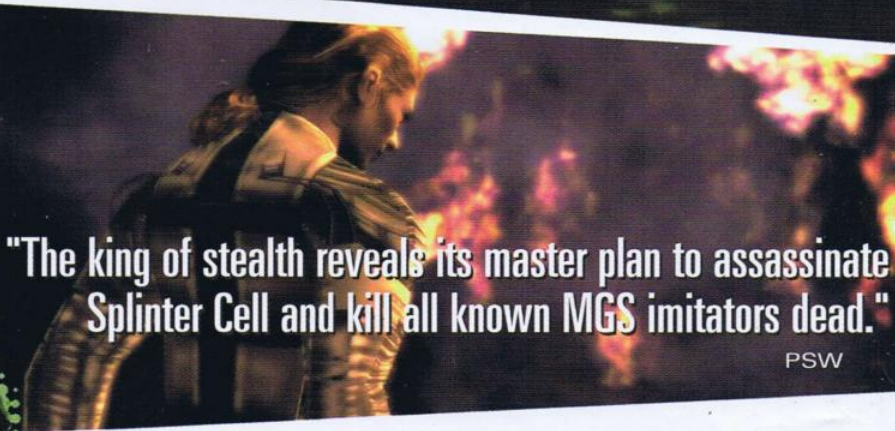 "The king of stealth reveals its master plan to assassinate
Splinter Cell and kill all known MGS imitators dead."
PSW